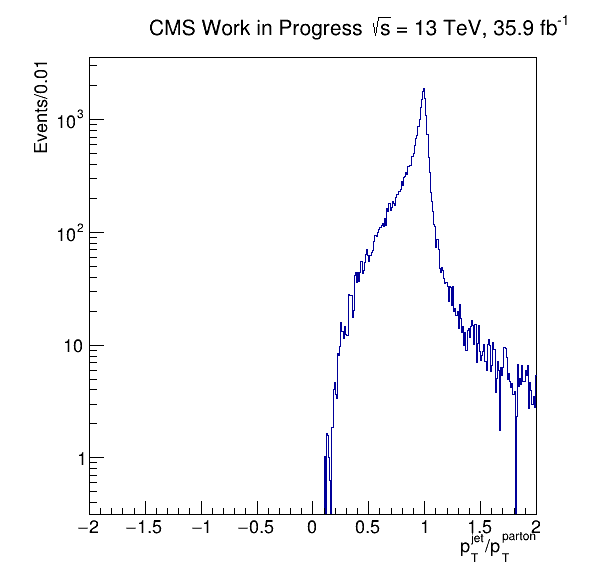 CMS Work in Progress √s = 13 TeV, 35.9 fb⁻¹
Events/0.01
10³
10²
10
1
−2 −1.5 −1 −0.5 0 0.5 1 1.5 2
p_T^jet/p_T^parton